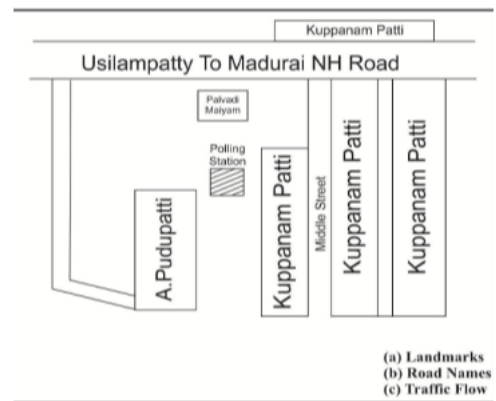 Kuppanam Patti
Usilampatty To Madurai NH Road
Palvadi
Maiyam
Polling
Station
A.Pudupatti
Kuppanam Patti
Middle Street
Kuppanam Patti
Kuppanam Patti
(a) Landmarks
(b) Road Names
(c) Traffic Flow